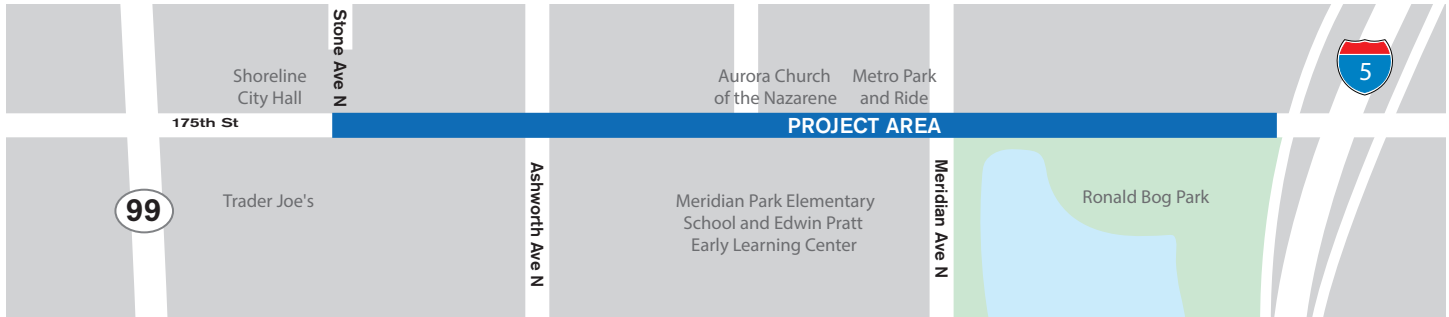 Stone Ave N
Shoreline
City Hall
Aurora Church
of the Nazarene
Metro Park
and Ride
5
175th St
PROJECT AREA
99
Trader Joe's
Ashworth Ave N
Meridian Park Elementary
School and Edwin Pratt
Early Learning Center
Meridian Ave N
Ronald Bog Park